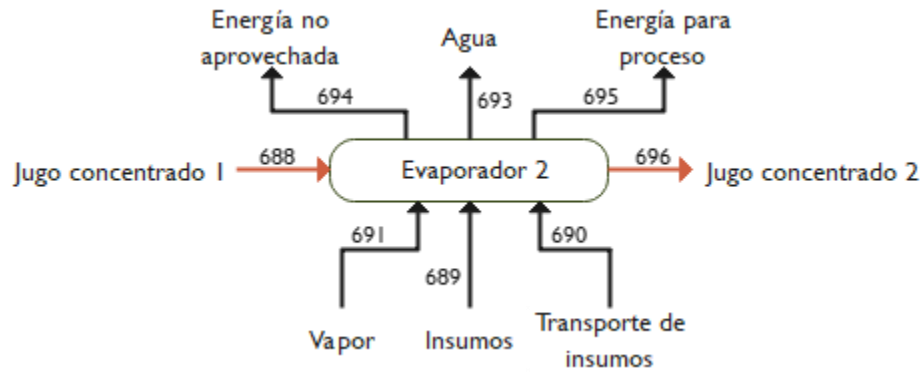 Energía no
aprovechada
Agua
Energía para
proceso
694
693
695
Jugo concentrado 1
688
Evaporador 2
696
Jugo concentrado 2
691
689
690
Vapor
Insumos
Transporte de
insumos